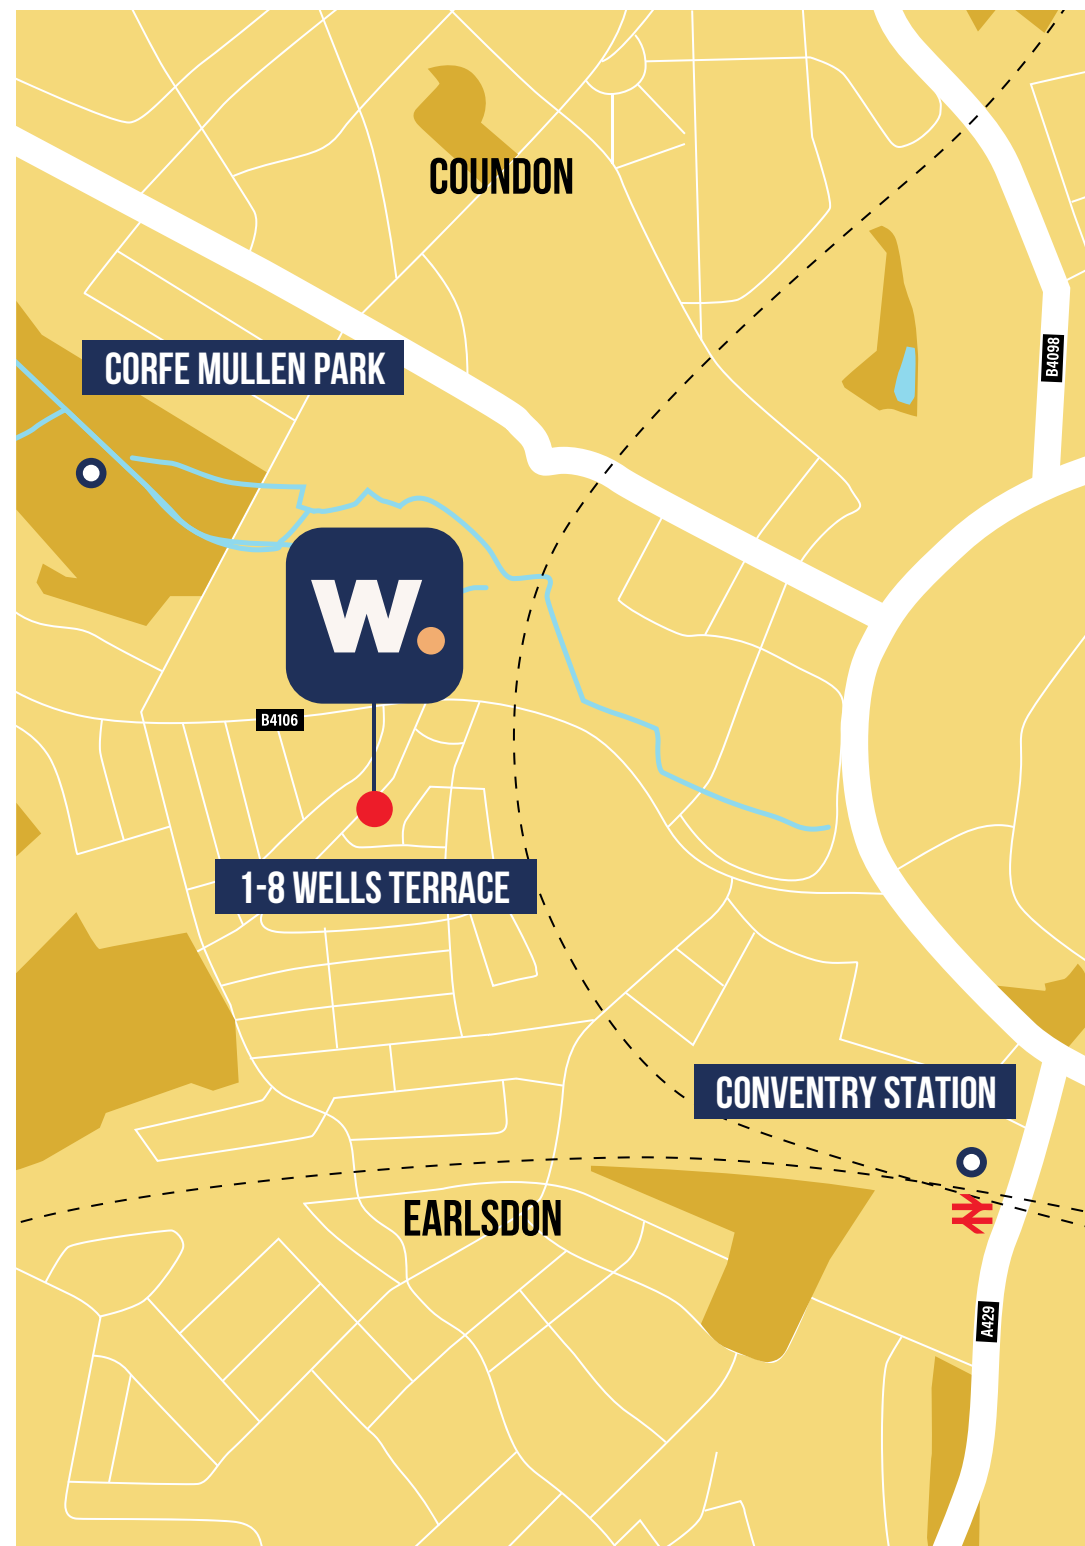 COUNDON
B4098
CORFE MULLEN PARK
W.
B4106
1-8 WELLS TERRACE
CONVENTRY STATION
EARLSDON
A429